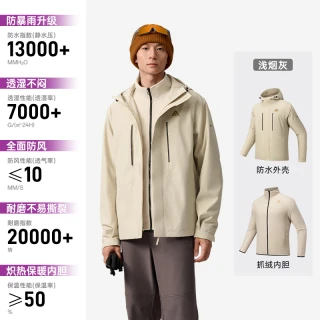 防暴雨升级
防水指数(静水压)
13000+
MMH₂O
透湿不闷
透湿性能(透湿率)
7000+
G/(m²·24H)
全面防风
防风性能(透气率)
≤10
MM/S
耐磨不易撕裂
耐磨指数
20000+
转
炽热保暖内胆
保温性能(保温率)
≥50
%
浅烟灰
防水外壳
抓绒内胆